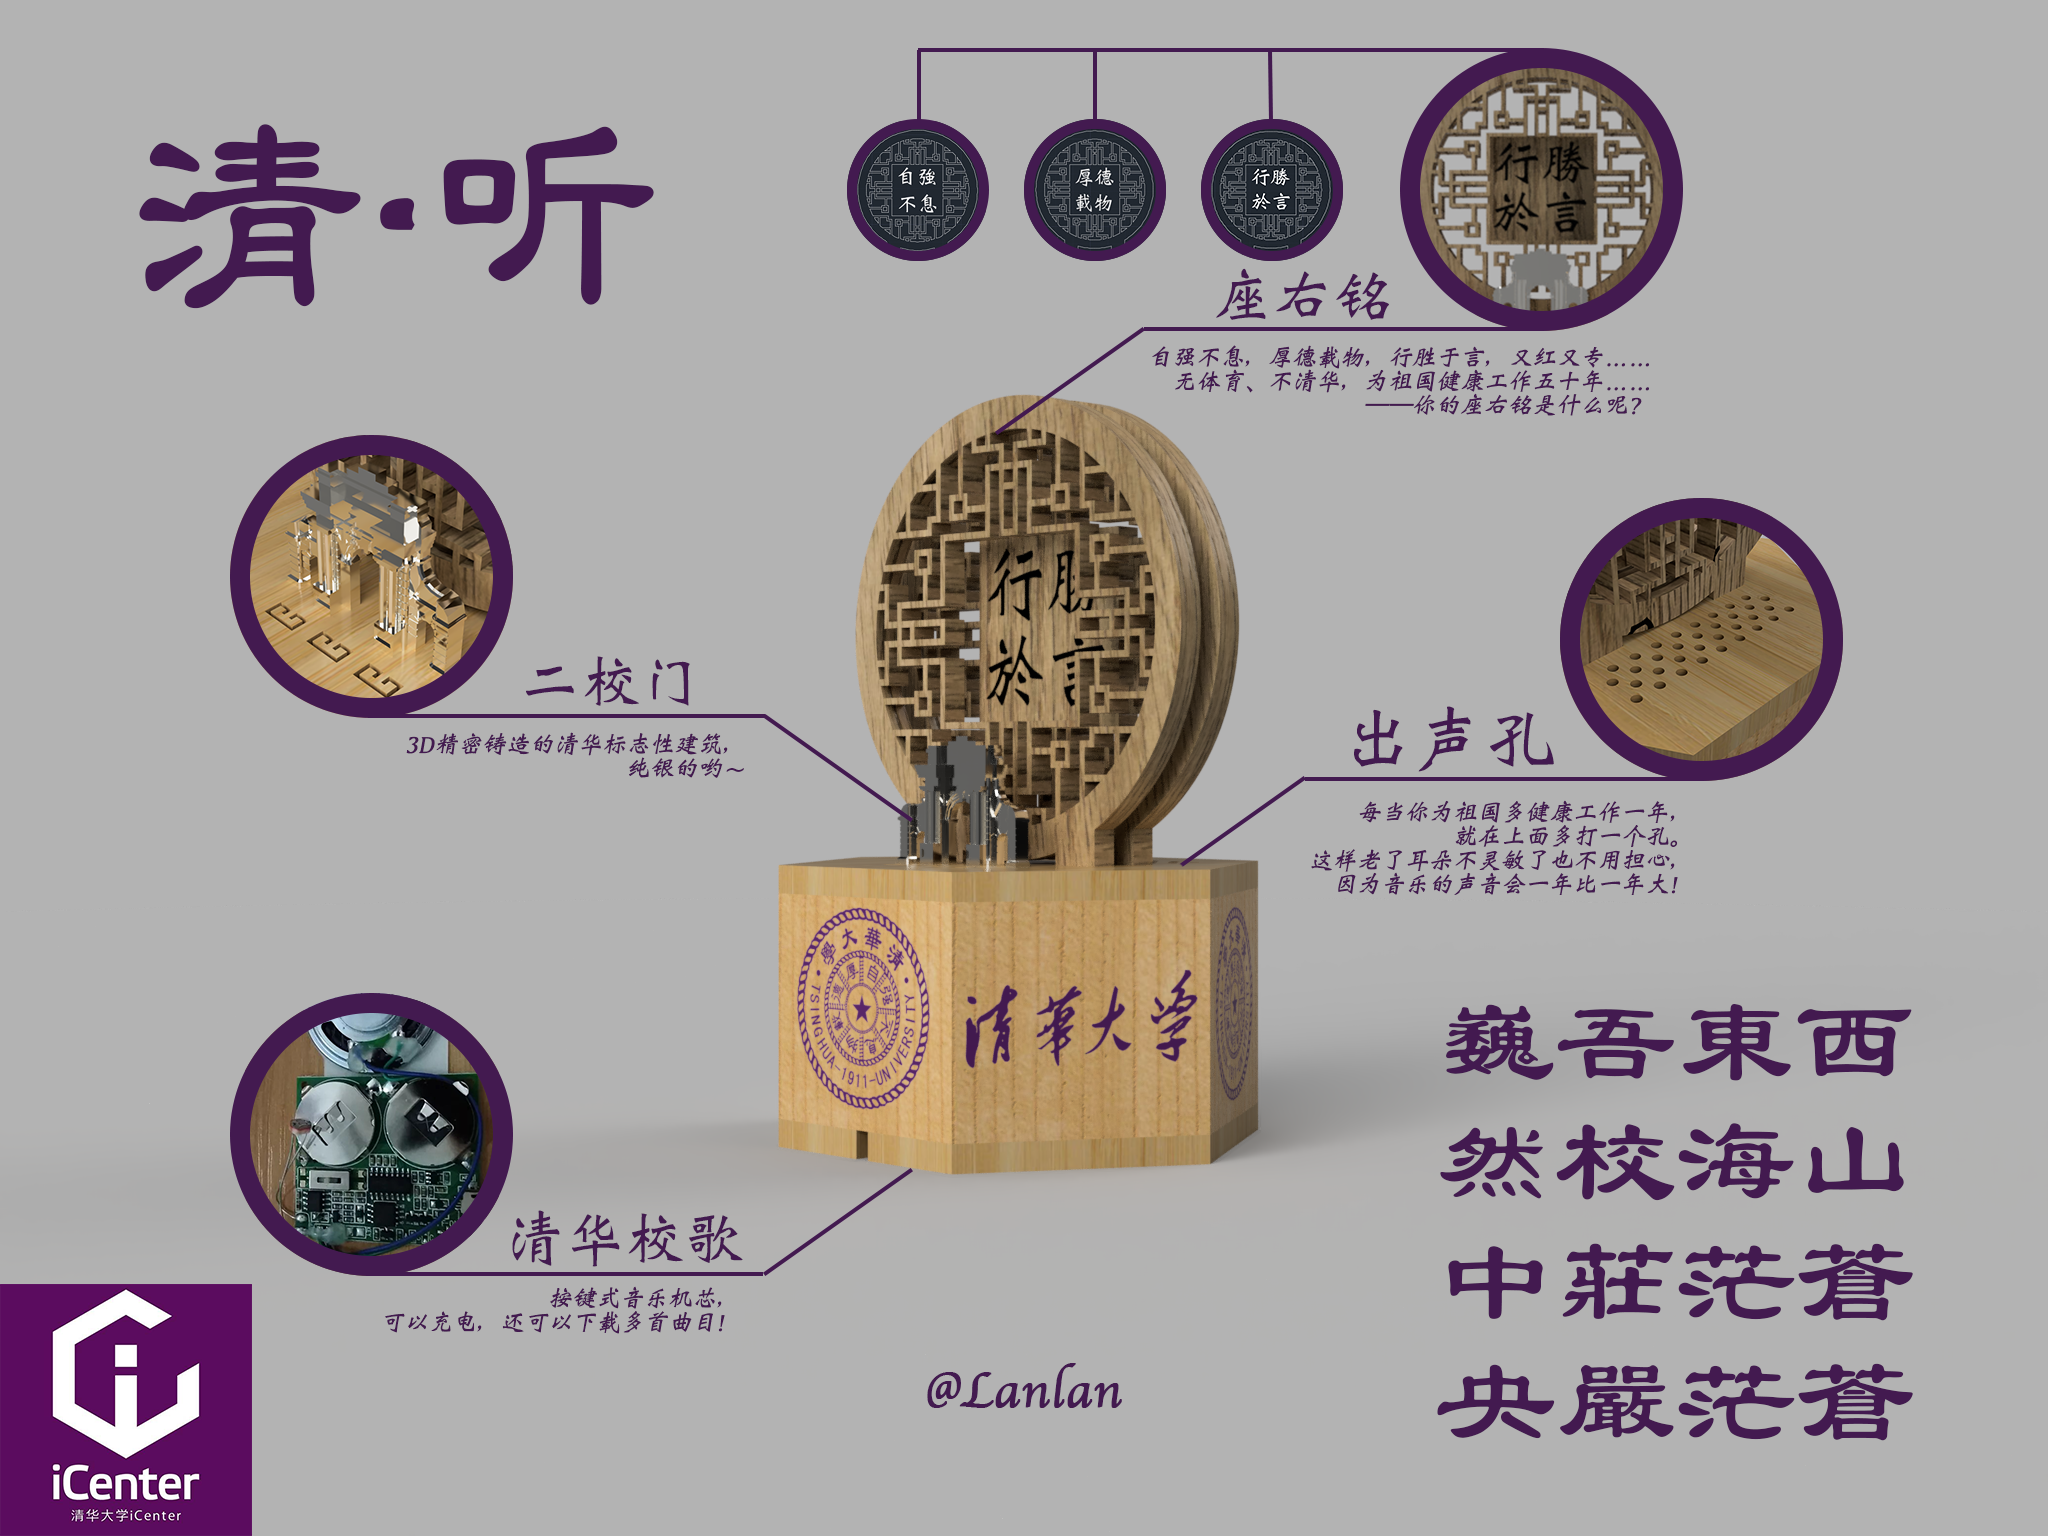 清·听
自強
不息
厚德
載物
行勝
於言
行勝
於言
座右铭
自强不息，厚德载物，行胜于言，又红又专……
无体育、不清华，为祖国健康工作五十年……
——你的座右铭是什么呢？
二校门
3D精密铸造的清华标志性建筑，
纯银的哟～
行勝
於言
出声孔
每当你为祖国多健康工作一年，
就在上面多打一个孔。
这样老了耳朵不灵敏了也不用担心，
因为音乐的声音会一年比一年大！
學大華清
TSINGHUA-1911-UNIVERSITY
清華大学
清华校歌
按键式音乐机芯，
可以充电，还可以下载多首曲目！
西山蒼蒼
東海茫茫
吾校莊嚴
巍然中央
@Lanlan
iCenter
清华大学iCenter